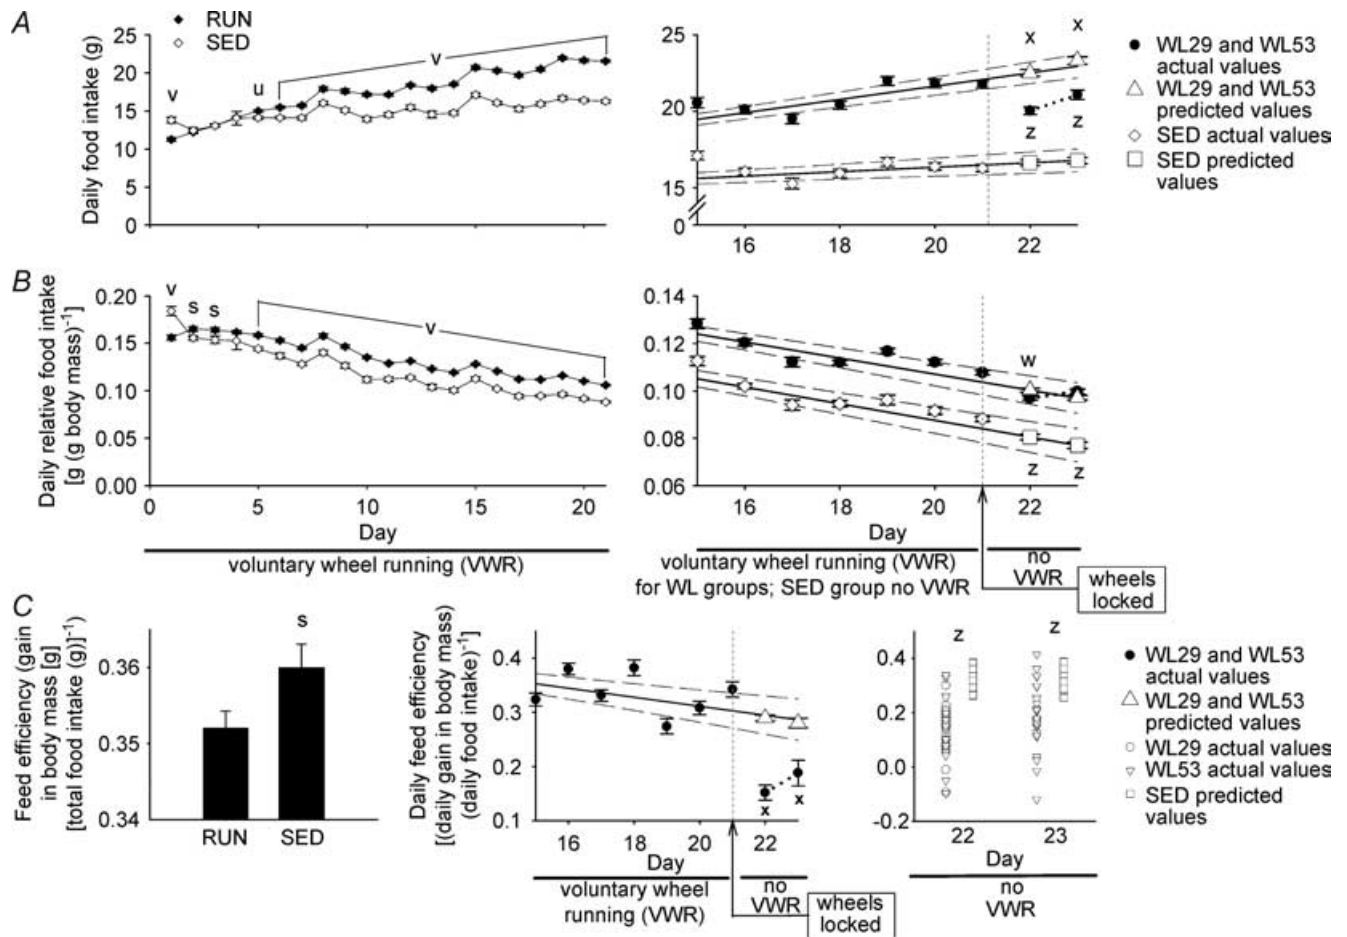 A
RUN
SED
Daily food intake (g)
25
20
15
10
5
0
v
u
v
25
20
15
0
16
18
20
22
x
x
z
z
WL29 and WL53
actual values
WL29 and WL53
predicted values
SED actual values
SED predicted
values
B
Daily relative food intake
[g (g body mass)⁻¹]
0.20
0.15
0.10
0.05
0.00
v
s
s
v
0
5
10
15
20
Day
voluntary wheel running (VWR)
0.14
0.12
0.10
0.08
0.06
w
z
z
16
18
20
22
Day
voluntary wheel running (VWR)
for WL groups; SED group no VWR
no
VWR
wheels
locked
C
Feed efficiency (gain
in body mass [g]
[total food intake (g)]⁻¹)
0.36
0.35
0.34
s
RUN
SED
Daily feed efficiency
[(daily gain in body mass)
(daily food intake)⁻¹]
0.4
0.3
0.2
0.1
x
x
16
18
20
22
Day
voluntary wheel
running (VWR)
no
VWR
wheels
locked
0.4
0.2
0.0
-0.2
z
z
22
23
Day
no
VWR
WL29 and WL53
actual values
WL29 and WL53
predicted values
WL29 actual values
WL53 actual values
SED predicted
values